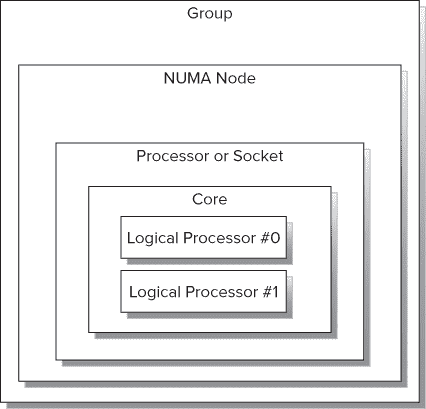 Group
NUMA Node
Processor or Socket
Core
Logical Processor #0
Logical Processor #1